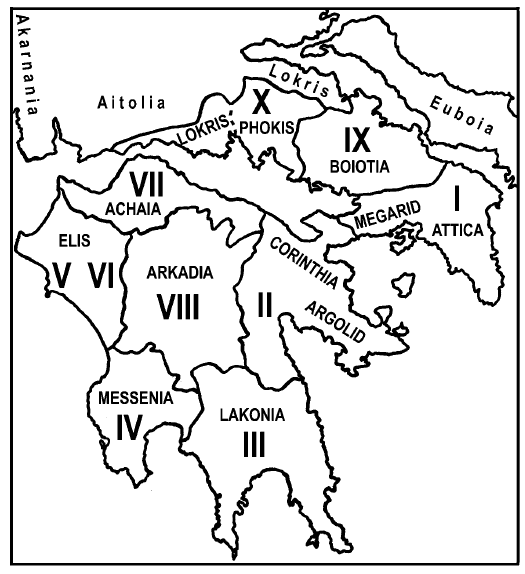 Akarnania
Aitolia
Lokris
Euboia
LOKRIS
X
PHOKIS
IX
BOIOTIA
VII
ACHAIA
MEGARID
I
ATTICA
ELIS
V VI
ARKADIA
VIII
CORINTHIA
II
ARGOLID
MESSENIA
IV
LAKONIA
III